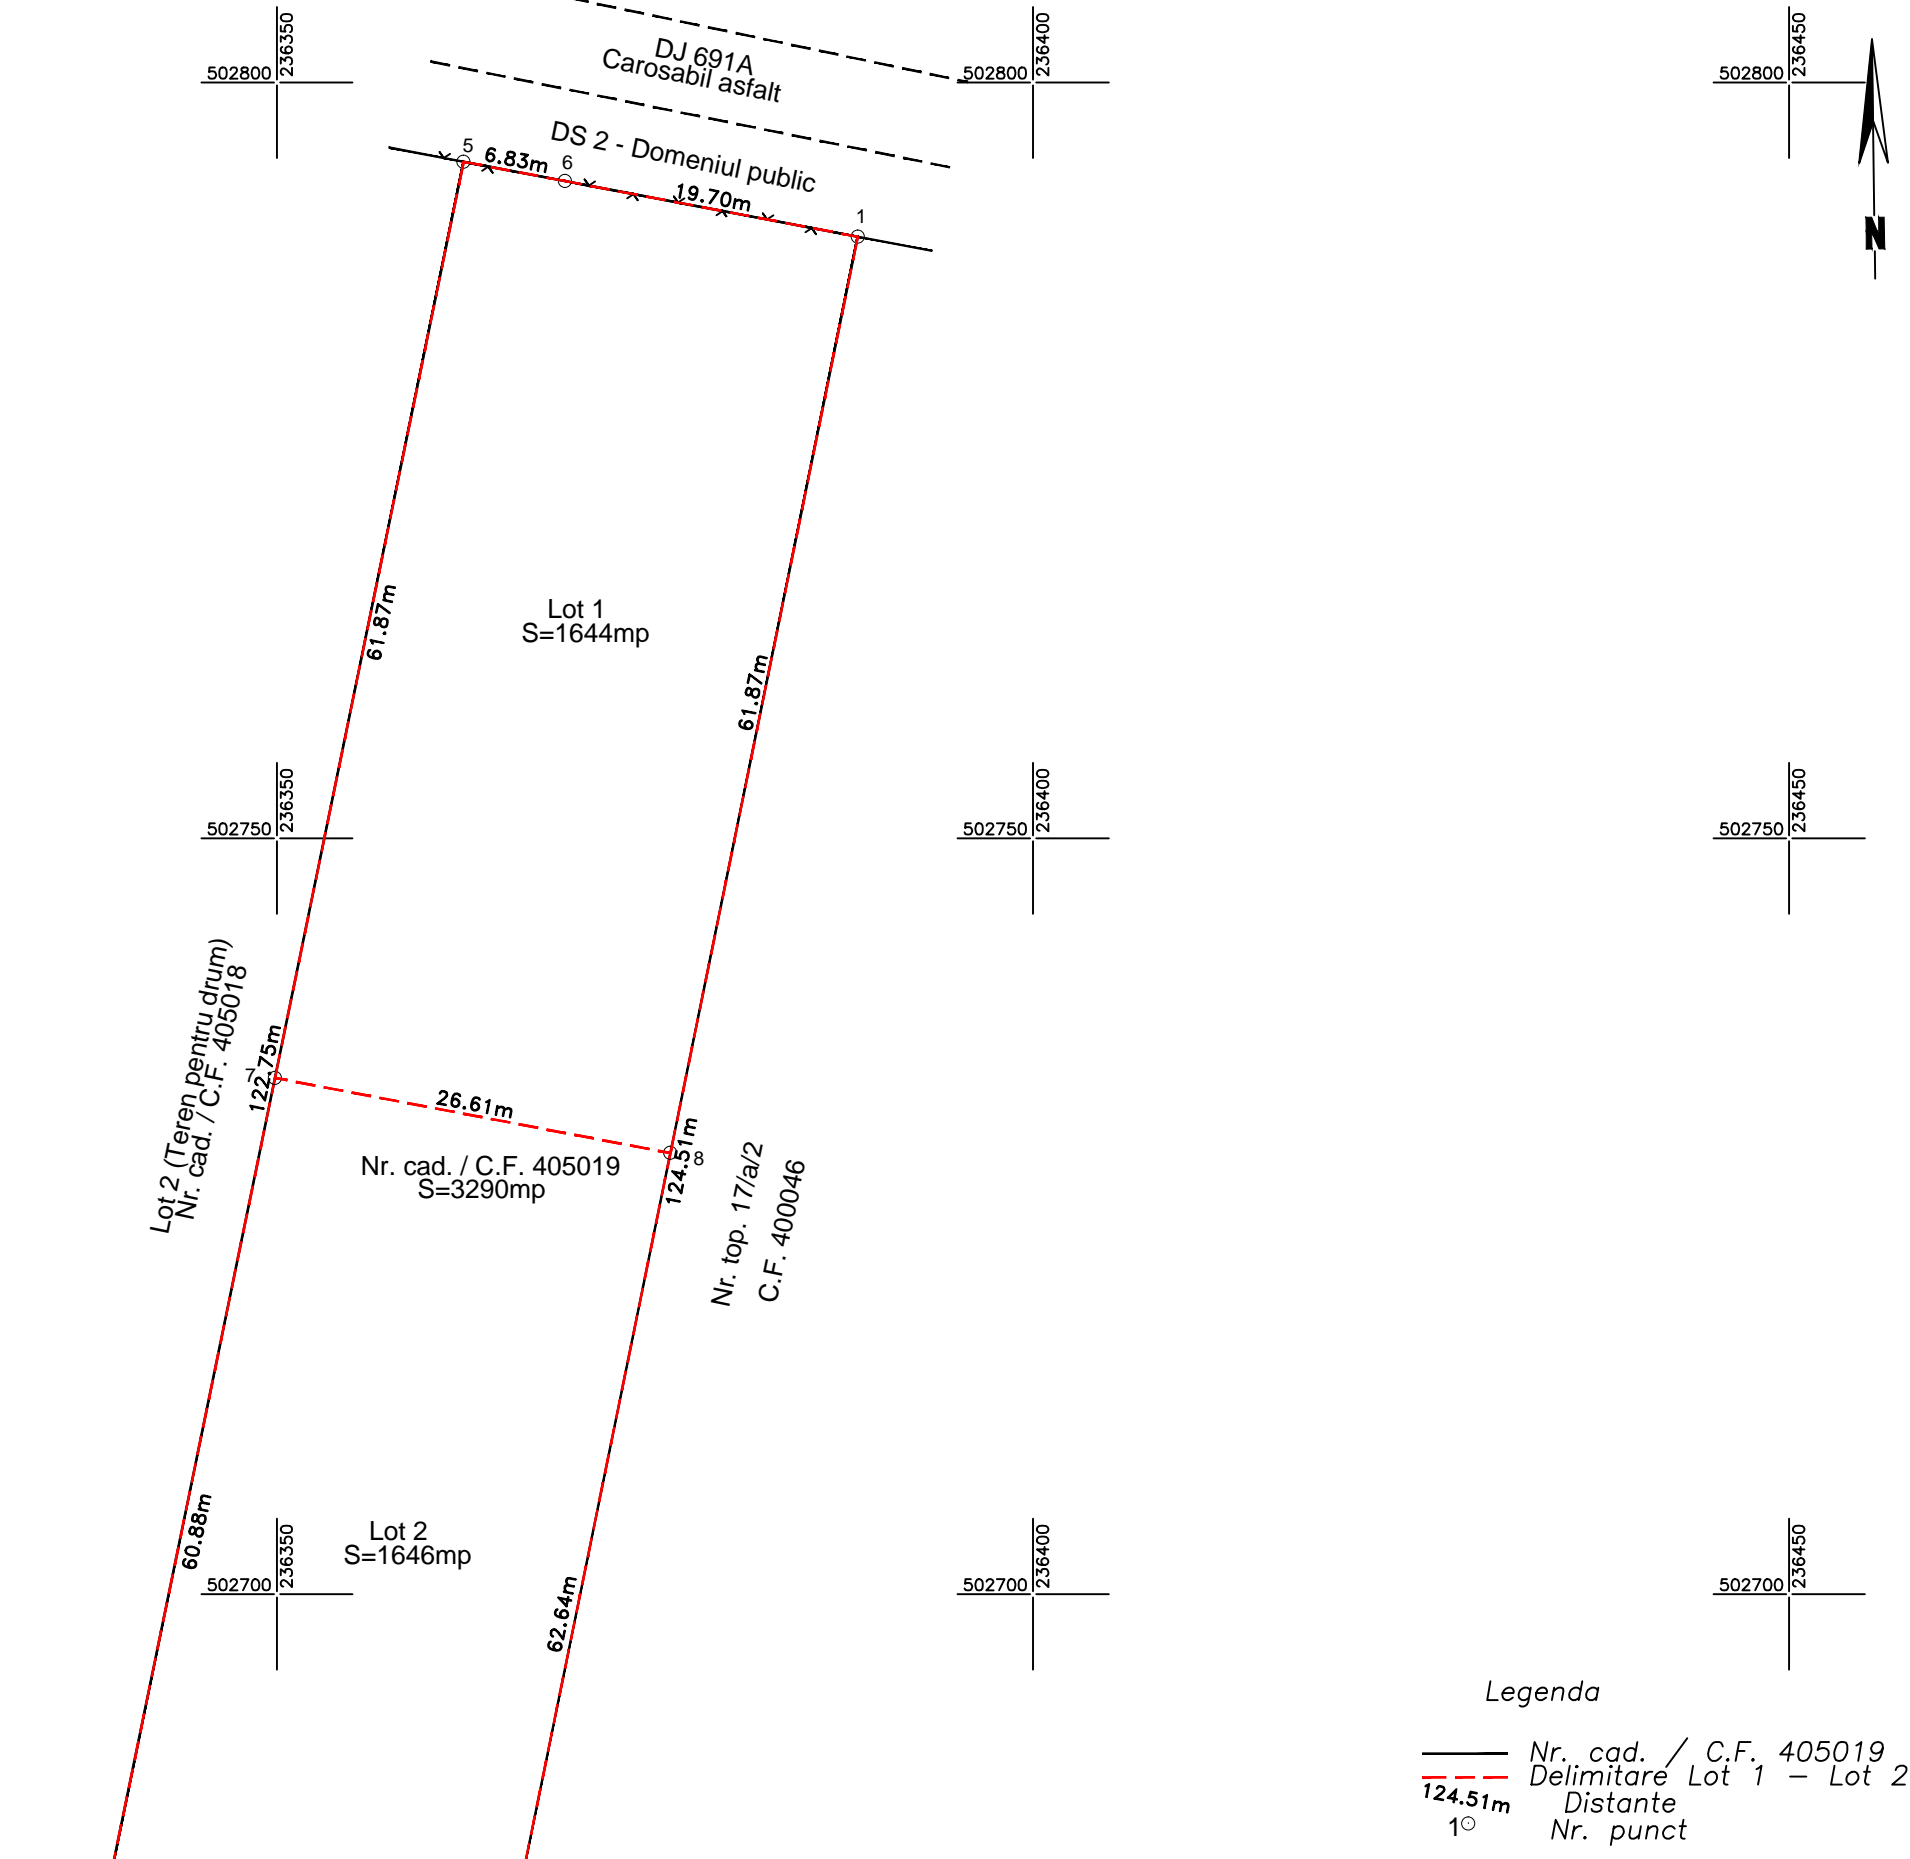 236350
236400
236450
502800
502800
502800
DJ 691A
Carosabil asfalt
DS 2 - Domeniul public
5
6.83m
6
19.70m
1
N
61.87m
Lot 1
S=1644mp
61.87m
236350
236400
236450
502750
502750
502750
Lot 2 (Teren pentru drum)
Nr. cad. / C.F. 405018
122.75m
7
26.61m
124.51m
8
Nr. cad. / C.F. 405019
S=3290mp
Nr. top. 17/a/2
C.F. 400046
60.88m
Lot 2
S=1646mp
62.64m
236350
236400
236450
502700
502700
502700
Legenda
Nr. cad. / C.F. 405019
Delimitare Lot 1 – Lot 2
124.51m Distante
1 Nr. punct